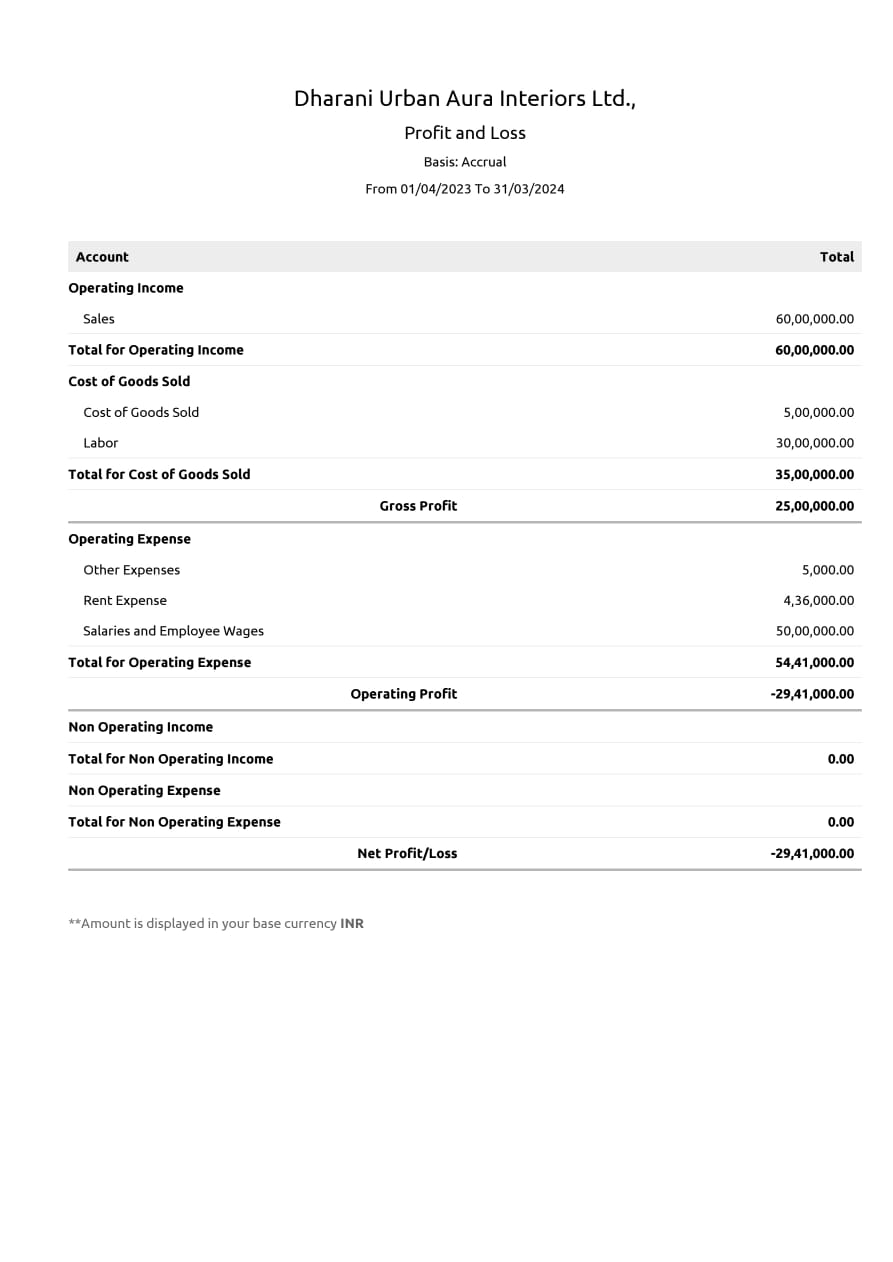 Dharani Urban Aura Interiors Ltd.,
Profit and Loss
Basis: Accrual
From 01/04/2023 To 31/03/2024
Account Total
Operating Income
Sales 60,00,000.00
Total for Operating Income 60,00,000.00
Cost of Goods Sold
Cost of Goods Sold 5,00,000.00
Labor 30,00,000.00
Total for Cost of Goods Sold 35,00,000.00
Gross Profit 25,00,000.00
Operating Expense
Other Expenses 5,000.00
Rent Expense 4,36,000.00
Salaries and Employee Wages 50,00,000.00
Total for Operating Expense 54,41,000.00
Operating Profit -29,41,000.00
Non Operating Income
Total for Non Operating Income 0.00
Non Operating Expense
Total for Non Operating Expense 0.00
Net Profit/Loss -29,41,000.00
**Amount is displayed in your base currency INR